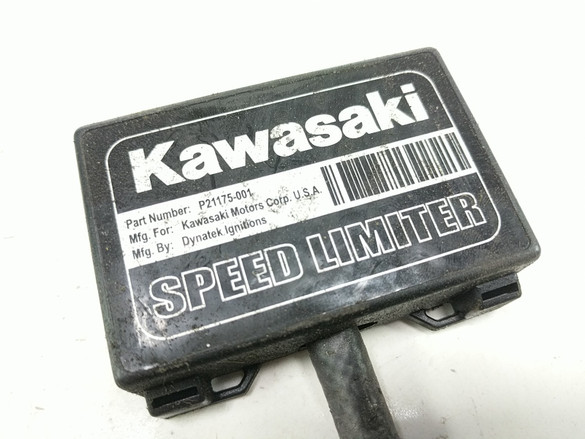 Kawasaki
Part Number: P21175-001
Mfg. For: Kawasaki Motors Corp. U.S.A.
Mfg. By: Dynatek Ignitions
SPEED LIMITER